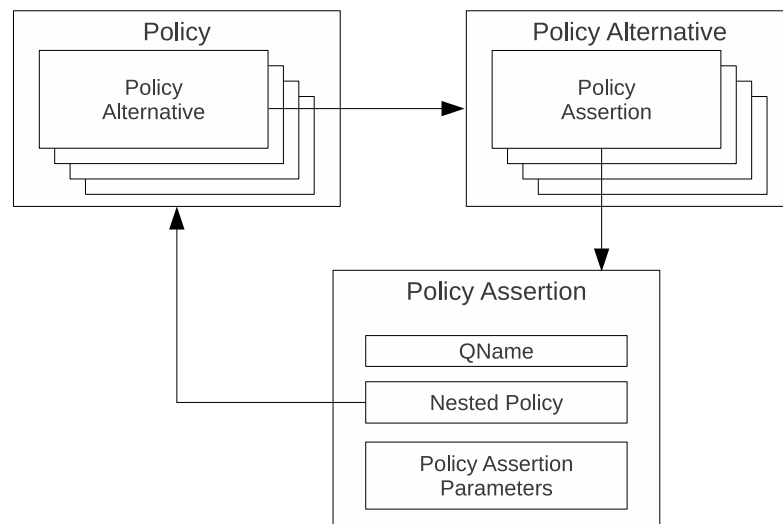 Policy
Policy
Alternative
Policy Alternative
Policy
Assertion
Policy Assertion
QName
Nested Policy
Policy Assertion
Parameters